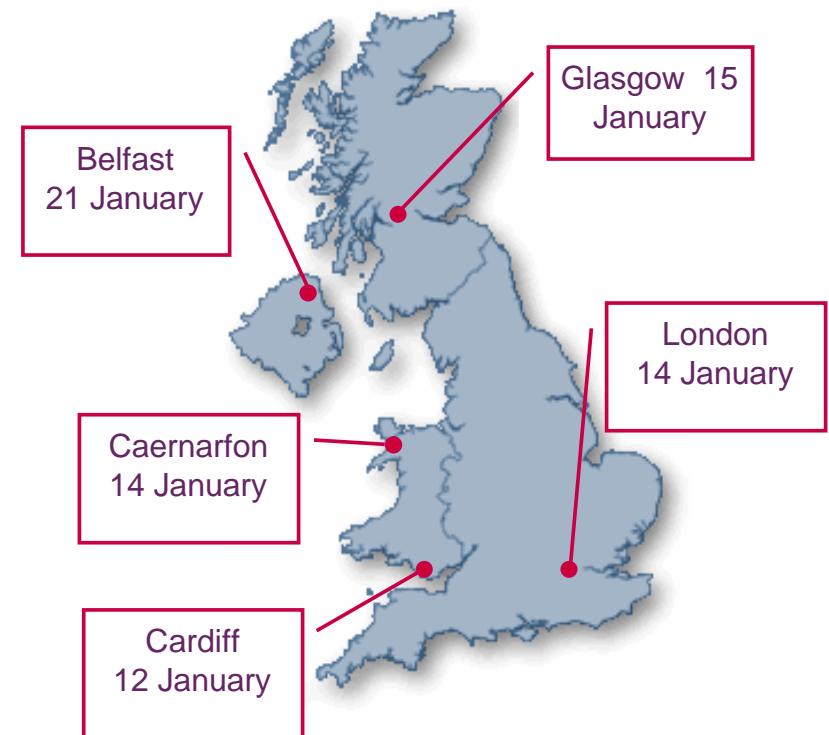 Glasgow 15
January
Belfast
21 January
London
14 January
Caernarfon
14 January
Cardiff
12 January